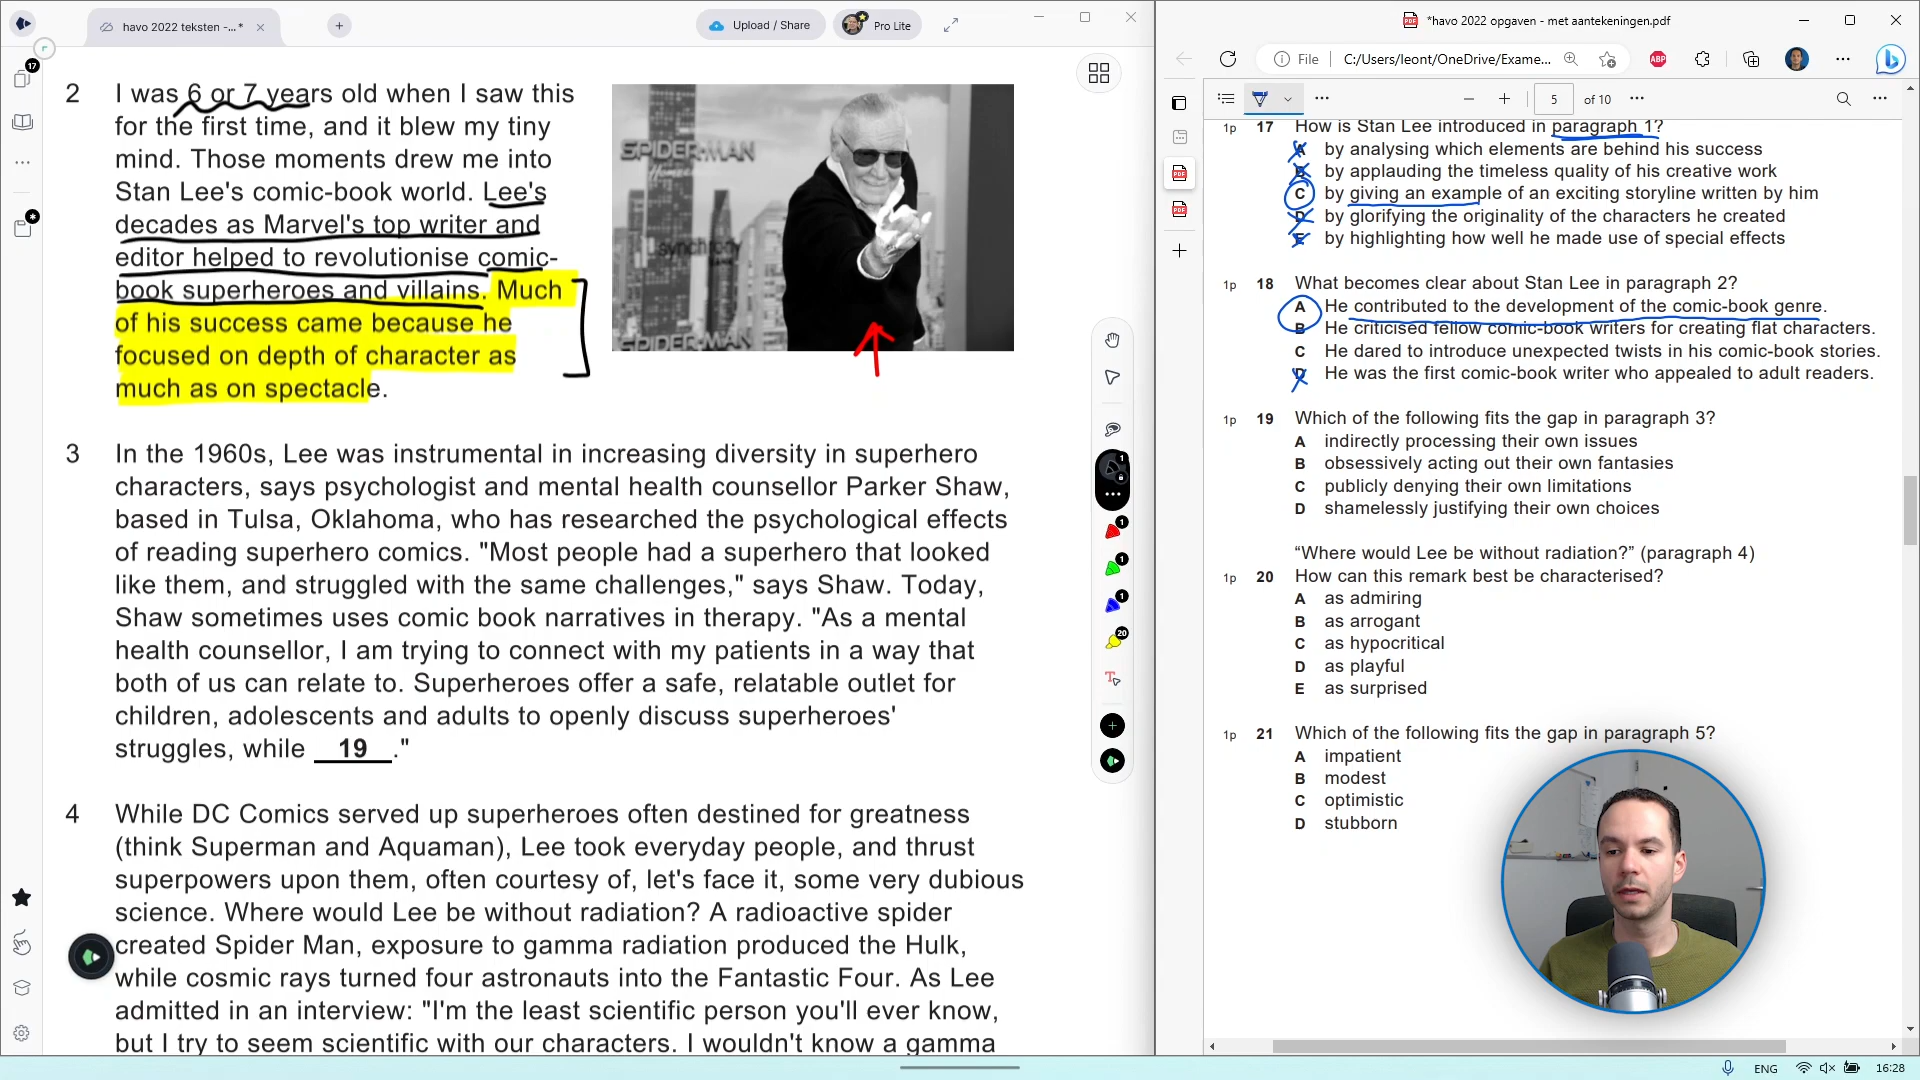 havo 2022 teksten -...*
Upload / Share
Pro Lite
17
2 I was 6 or 7 years old when I saw this
for the first time, and it blew my tiny
mind. Those moments drew me into
Stan Lee's comic-book world. Lee's
decades as Marvel's top writer and
editor helped to revolutionise comic-
book superheroes and villains. Much
of his success came because he
focused on depth of character as
much as on spectacle.
SPIDER-MAN
synchrony
SPIDER-MAN
3 In the 1960s, Lee was instrumental in increasing diversity in superhero
characters, says psychologist and mental health counsellor Parker Shaw,
based in Tulsa, Oklahoma, who has researched the psychological effects
of reading superhero comics. "Most people had a superhero that looked
like them, and struggled with the same challenges," says Shaw. Today,
Shaw sometimes uses comic book narratives in therapy. "As a mental
health counsellor, I am trying to connect with my patients in a way that
both of us can relate to. Superheroes offer a safe, relatable outlet for
children, adolescents and adults to openly discuss superheroes'
struggles, while 19 ."
4 While DC Comics served up superheroes often destined for greatness
(think Superman and Aquaman), Lee took everyday people, and thrust
superpowers upon them, often courtesy of, let's face it, some very dubious
science. Where would Lee be without radiation? A radioactive spider
created Spider Man, exposure to gamma radiation produced the Hulk,
while cosmic rays turned four astronauts into the Fantastic Four. As Lee
admitted in an interview: "I'm the least scientific person you'll ever know,
but I try to seem scientific with our characters. I wouldn't know a gamma
1
1
1
1
20
*havo 2022 opgaven - met aantekeningen.pdf
File C:/Users/leont/OneDrive/Exame...
ABP
5 of 10
1p 17 How is Stan Lee introduced in paragraph 1?
A by analysing which elements are behind his success
B by applauding the timeless quality of his creative work
C by giving an example of an exciting storyline written by him
D by glorifying the originality of the characters he created
E by highlighting how well he made use of special effects
1p 18 What becomes clear about Stan Lee in paragraph 2?
A He contributed to the development of the comic-book genre.
B He criticised fellow comic-book writers for creating flat characters.
C He dared to introduce unexpected twists in his comic-book stories.
D He was the first comic-book writer who appealed to adult readers.
1p 19 Which of the following fits the gap in paragraph 3?
A indirectly processing their own issues
B obsessively acting out their own fantasies
C publicly denying their own limitations
D shamelessly justifying their own choices
“Where would Lee be without radiation?” (paragraph 4)
1p 20 How can this remark best be characterised?
A as admiring
B as arrogant
C as hypocritical
D as playful
E as surprised
1p 21 Which of the following fits the gap in paragraph 5?
A impatient
B modest
C optimistic
D stubborn
ENG 16:28